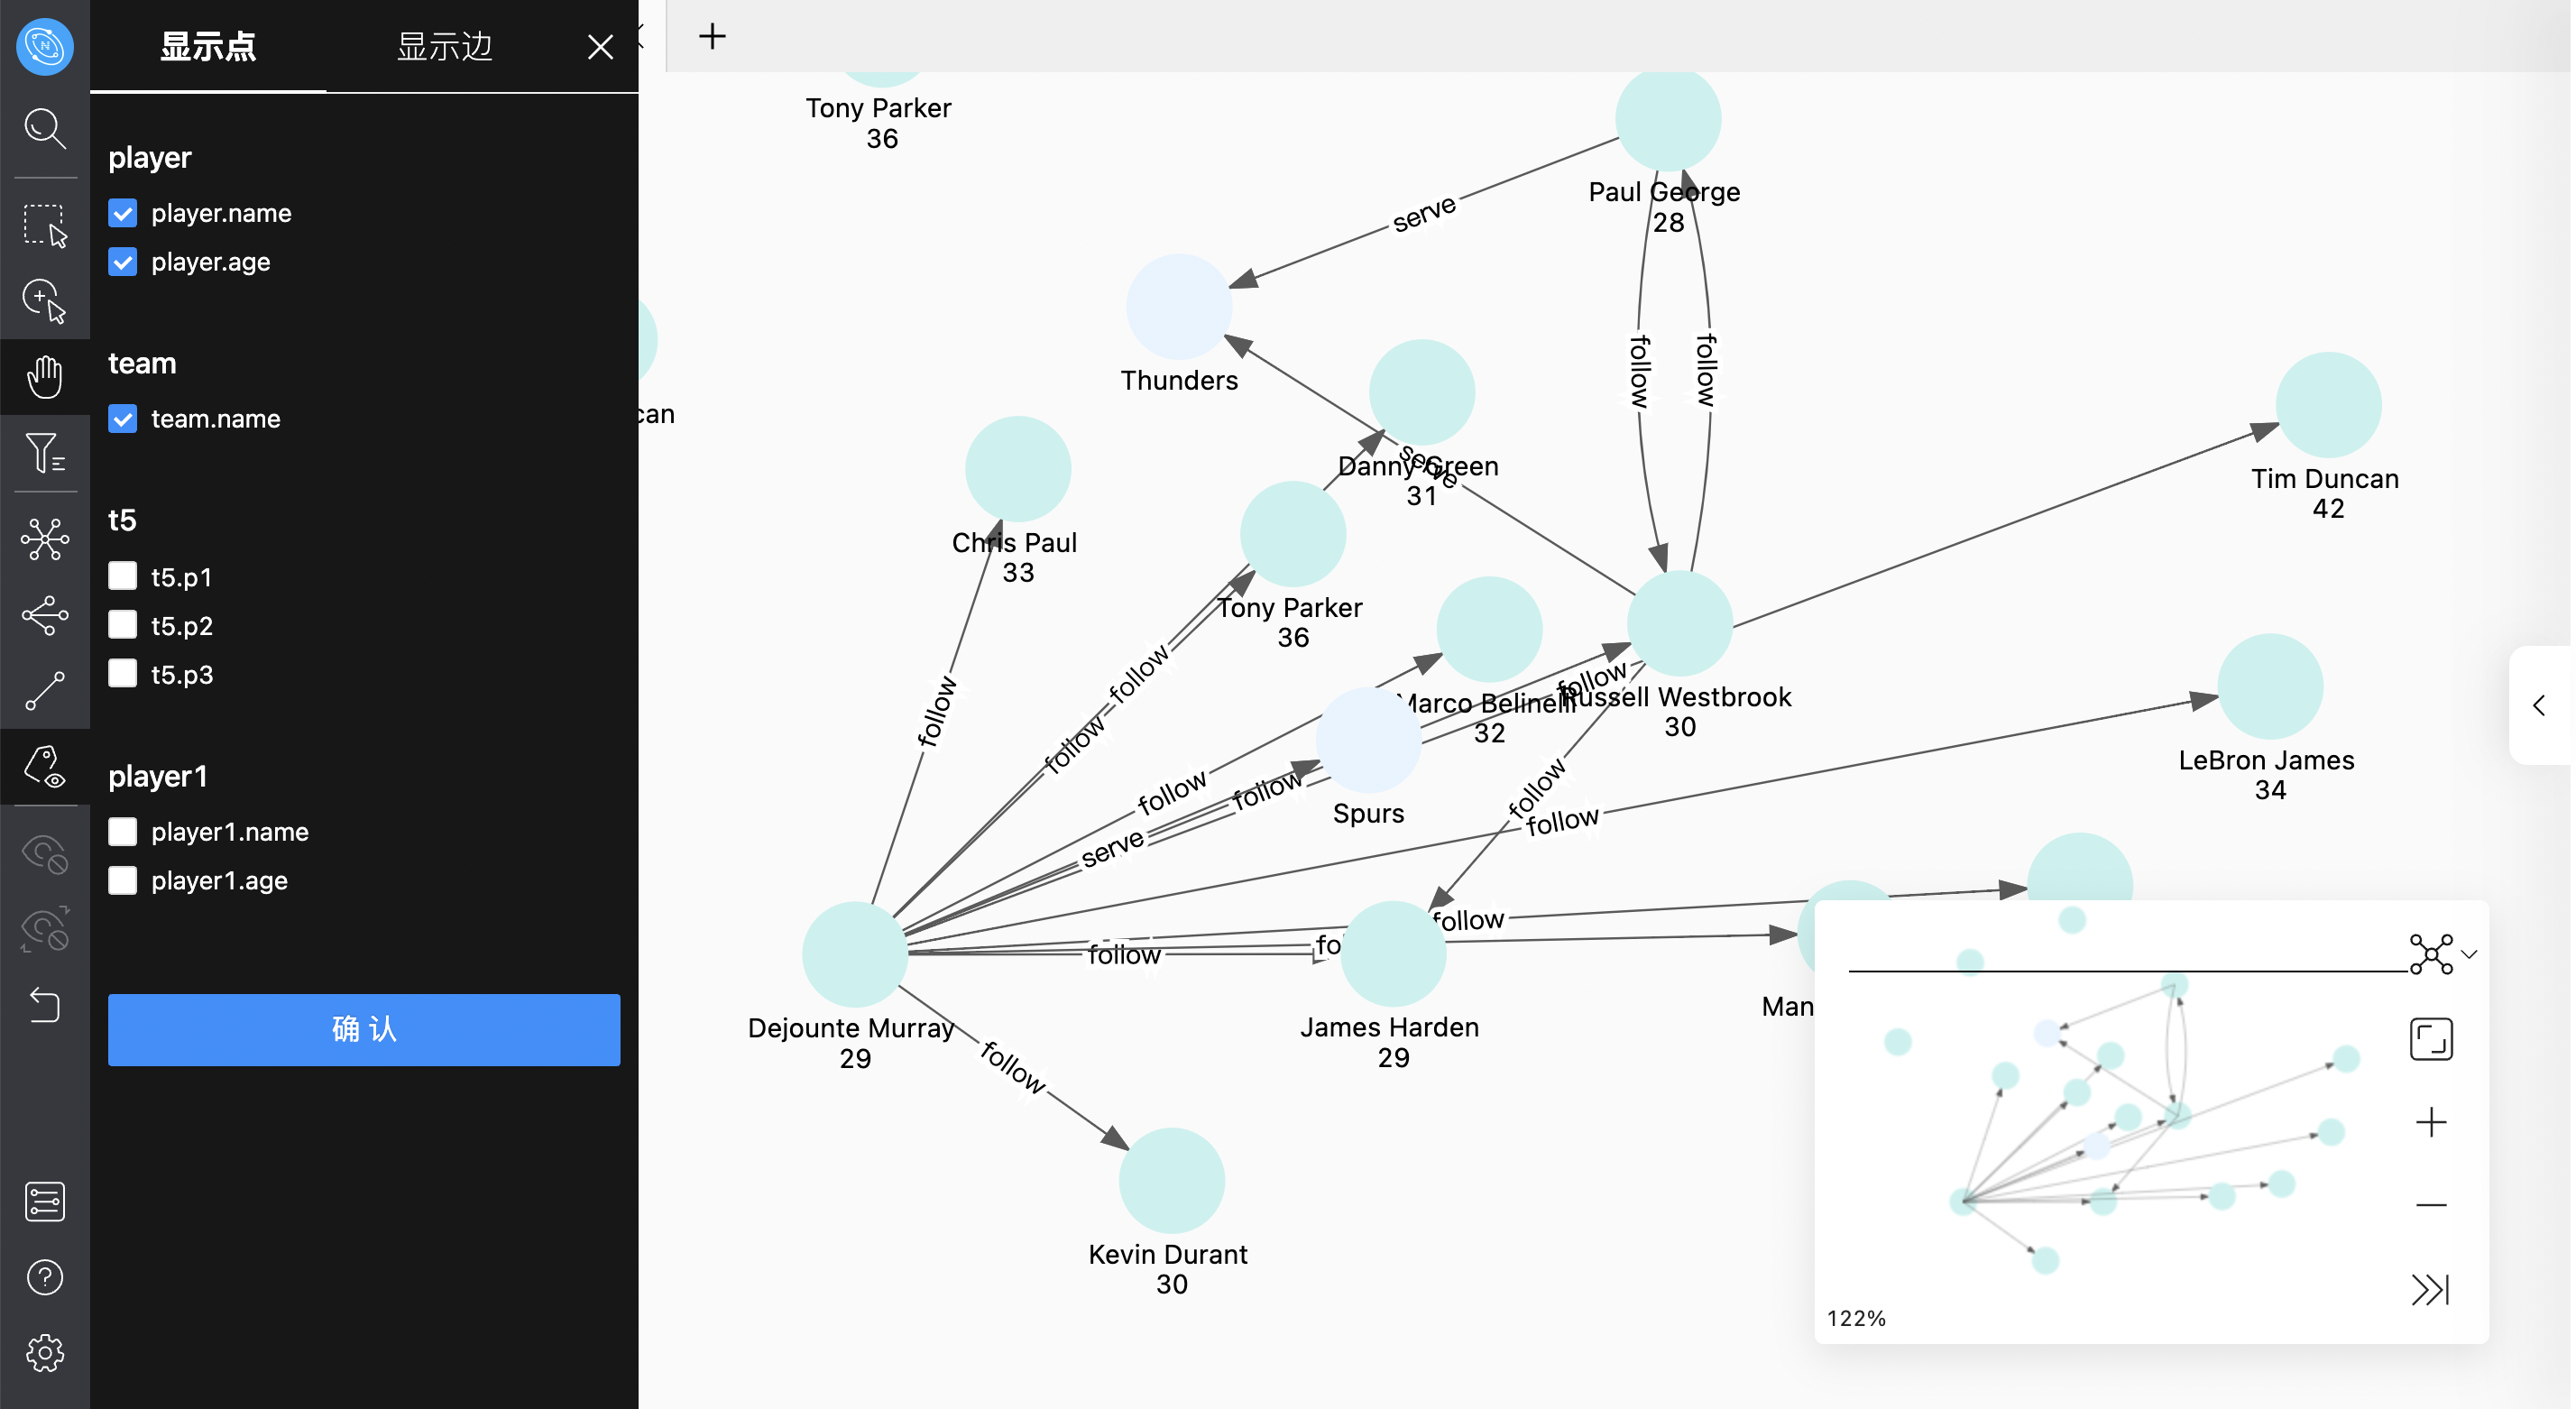 显示点
显示边
player
player.name
player.age
team
team.name
t5
t5.p1
t5.p2
t5.p3
player1
player1.name
player1.age
确 认
Tony Parker
36
Paul George
28
serve
Thunders
follow
follow
can
Danny Green
31
serve
Tim Duncan
42
Chris Paul
33
Tony Parker
36
follow
follow
follow
Marco Belinelli
32
follow
Russell Westbrook
30
follow
follow
serve
Spurs
follow
follow
LeBron James
34
follow
follow
fo
Man
Dejounte Murray
29
James Harden
29
follow
Kevin Durant
30
122%